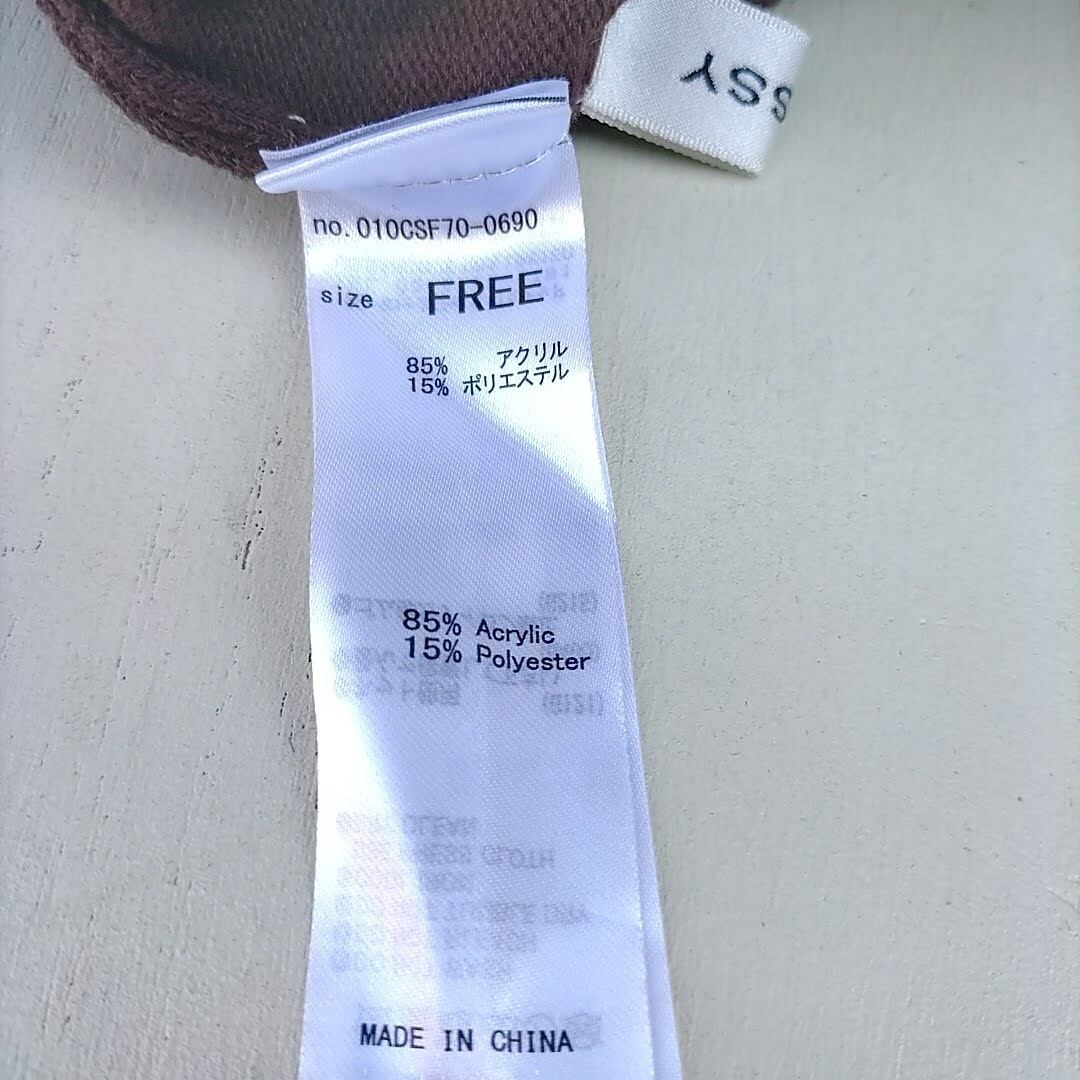 SSY
no. 010CSF70-0690
size FREE
85% アクリル
15% ポリエステル
85% Acrylic
15% Polyester
MADE IN CHINA